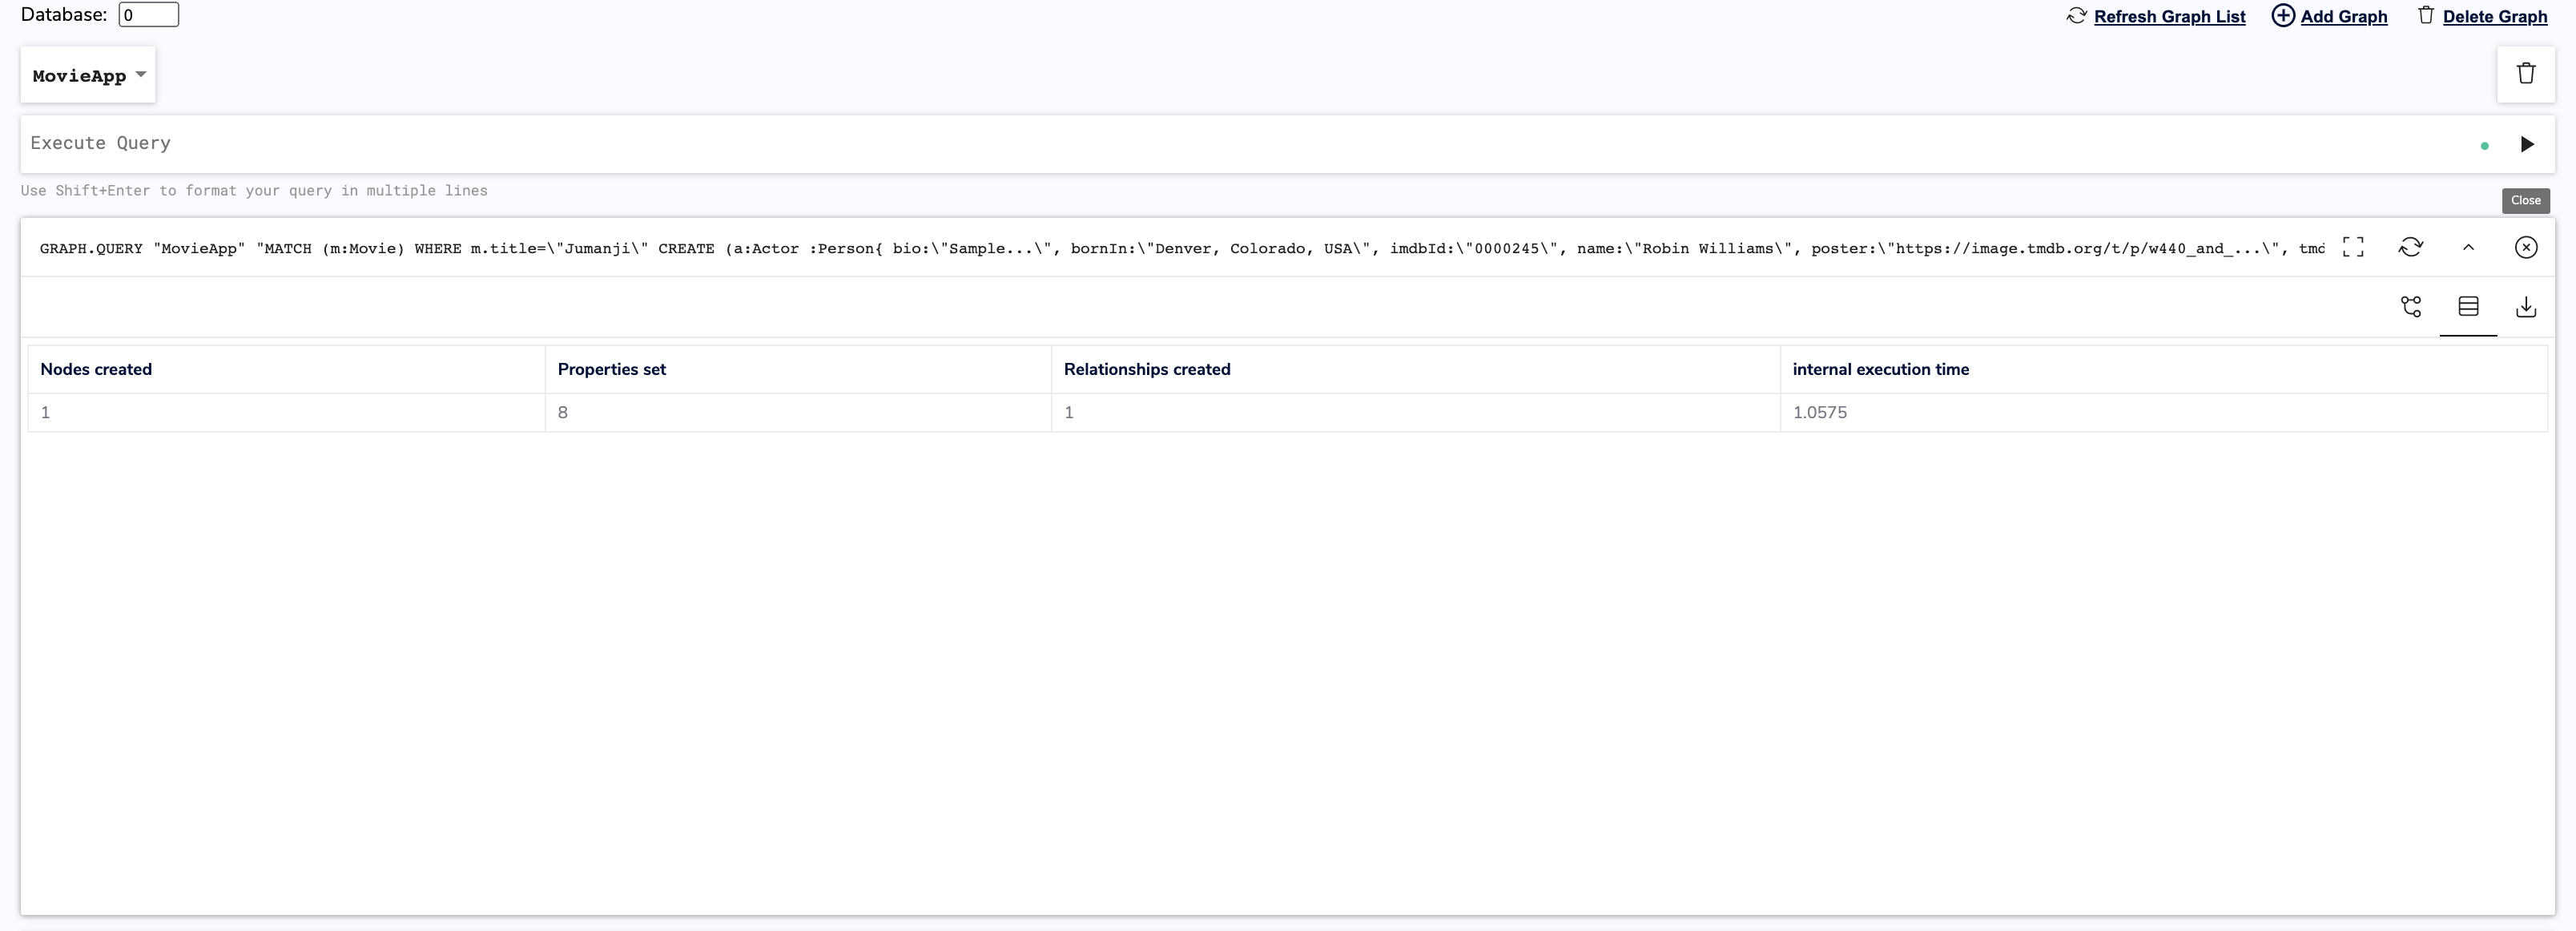 Database: 0
Refresh Graph List Add Graph Delete Graph
MovieApp
Execute Query
Use Shift+Enter to format your query in multiple lines
Close
GRAPH.QUERY "MovieApp" "MATCH (m:Movie) WHERE m.title=\"Jumanji\" CREATE (a:Actor :Person{ bio:\"Sample...\", bornIn:\"Denver, Colorado, USA\", imdbId:\"0000245\", name:\"Robin Williams\", poster:\"https://image.tmdb.org/t/p/w440_and_...\", tmd
Nodes created Properties set Relationships created internal execution time
1 8 1 1.0575